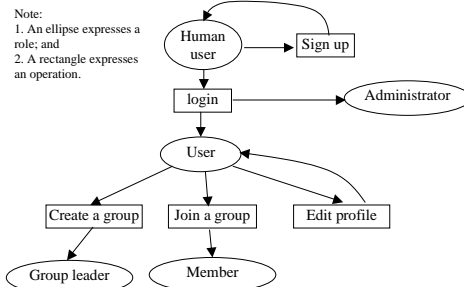 Note:
1. An ellipse expresses a
role; and
2. A rectangle expresses
an operation.
Human
user
Sign up
login
Administrator
User
Create a group
Join a group
Edit profile
Group leader
Member